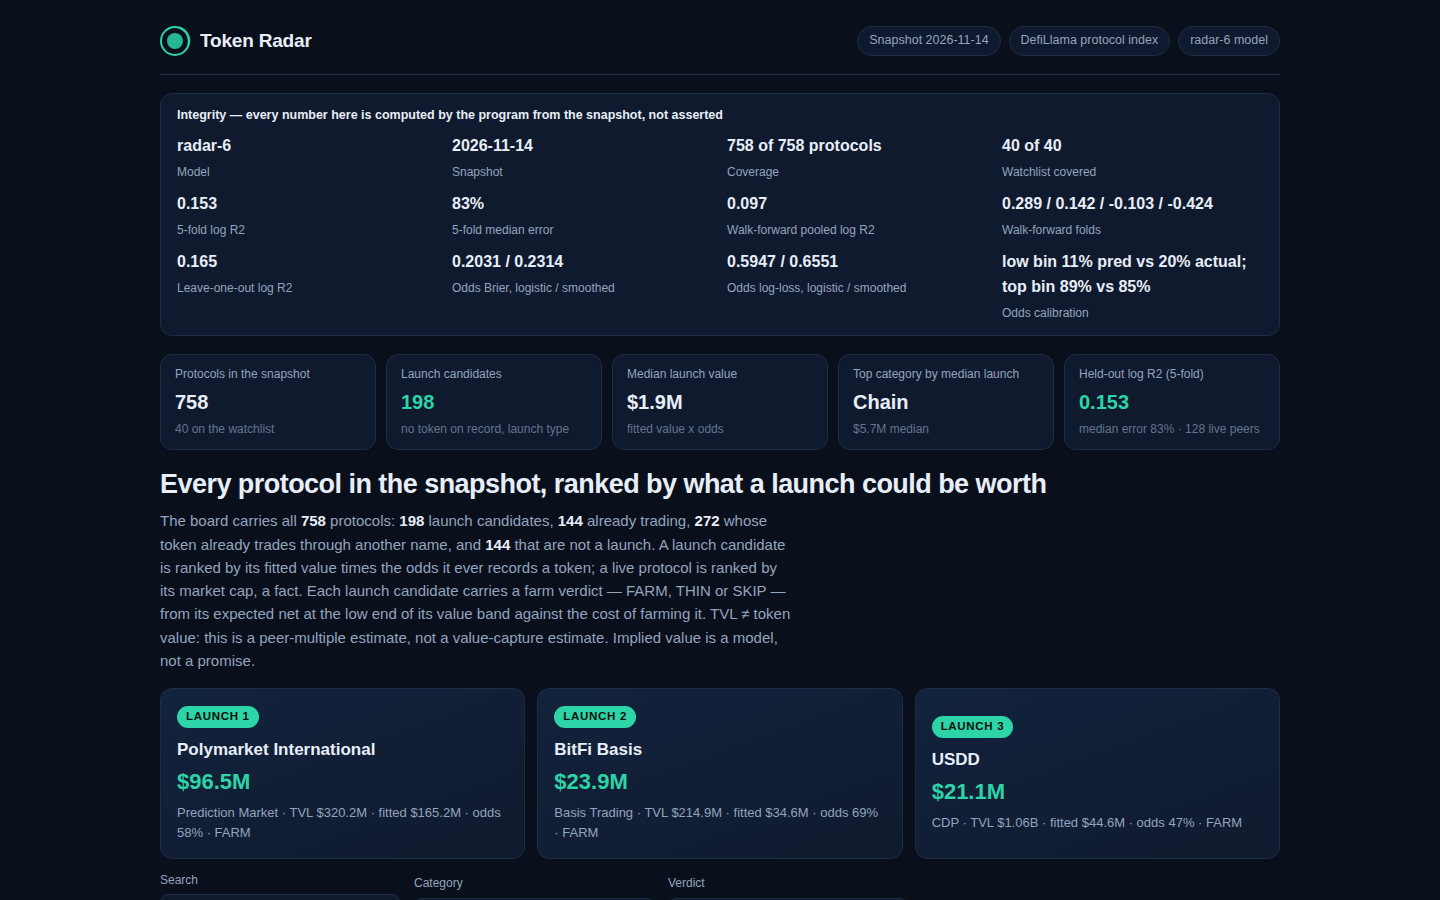 Token Radar
Snapshot 2026-11-14
DefiLlama protocol index
radar-6 model
Integrity — every number here is computed by the program from the snapshot, not asserted
radar-6
Model
2026-11-14
Snapshot
758 of 758 protocols
Coverage
40 of 40
Watchlist covered
0.153
5-fold log R2
83%
5-fold median error
0.097
Walk-forward pooled log R2
0.289 / 0.142 / -0.103 / -0.424
Walk-forward folds
0.165
Leave-one-out log R2
0.2031 / 0.2314
Odds Brier, logistic / smoothed
0.5947 / 0.6551
Odds log-loss, logistic / smoothed
low bin 11% pred vs 20% actual;
top bin 89% vs 85%
Odds calibration
Protocols in the snapshot
758
40 on the watchlist
Launch candidates
198
no token on record, launch type
Median launch value
$1.9M
fitted value x odds
Top category by median launch
Chain
$5.7M median
Held-out log R2 (5-fold)
0.153
median error 83% · 128 live peers
Every protocol in the snapshot, ranked by what a launch could be worth
The board carries all 758 protocols: 198 launch candidates, 144 already trading, 272 whose
token already trades through another name, and 144 that are not a launch. A launch candidate
is ranked by its fitted value times the odds it ever records a token; a live protocol is ranked by
its market cap, a fact. Each launch candidate carries a farm verdict — FARM, THIN or SKIP —
from its expected net at the low end of its value band against the cost of farming it. TVL ≠ token
value: this is a peer-multiple estimate, not a value-capture estimate. Implied value is a model,
not a promise.
LAUNCH 1
Polymarket International
$96.5M
Prediction Market · TVL $320.2M · fitted $165.2M · odds
58% · FARM
LAUNCH 2
BitFi Basis
$23.9M
Basis Trading · TVL $214.9M · fitted $34.6M · odds 69%
· FARM
LAUNCH 3
USDD
$21.1M
CDP · TVL $1.06B · fitted $44.6M · odds 47% · FARM
Search
Category
Verdict